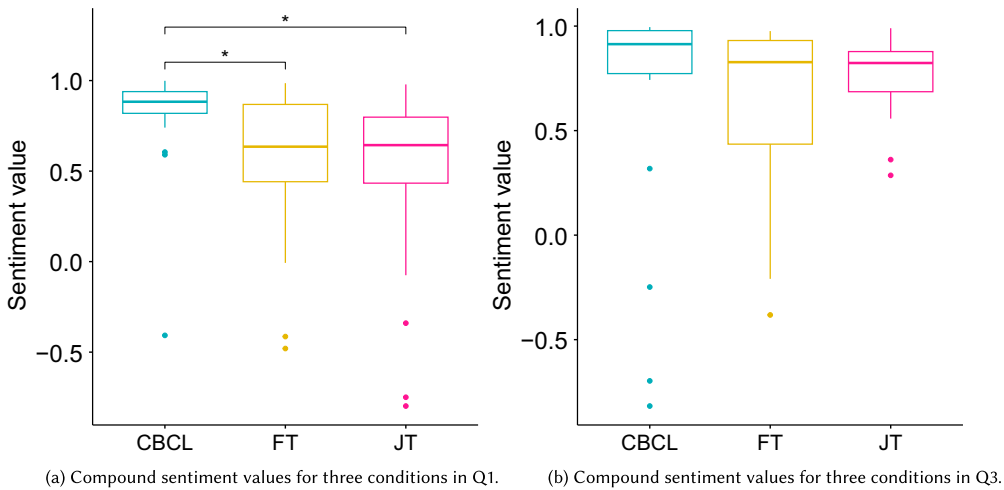 *
*
1.0
0.5
0.0
−0.5
Sentiment value
CBCL FT JT
(a) Compound sentiment values for three conditions in Q1.
1.0
0.5
0.0
−0.5
Sentiment value
CBCL FT JT
(b) Compound sentiment values for three conditions in Q3.